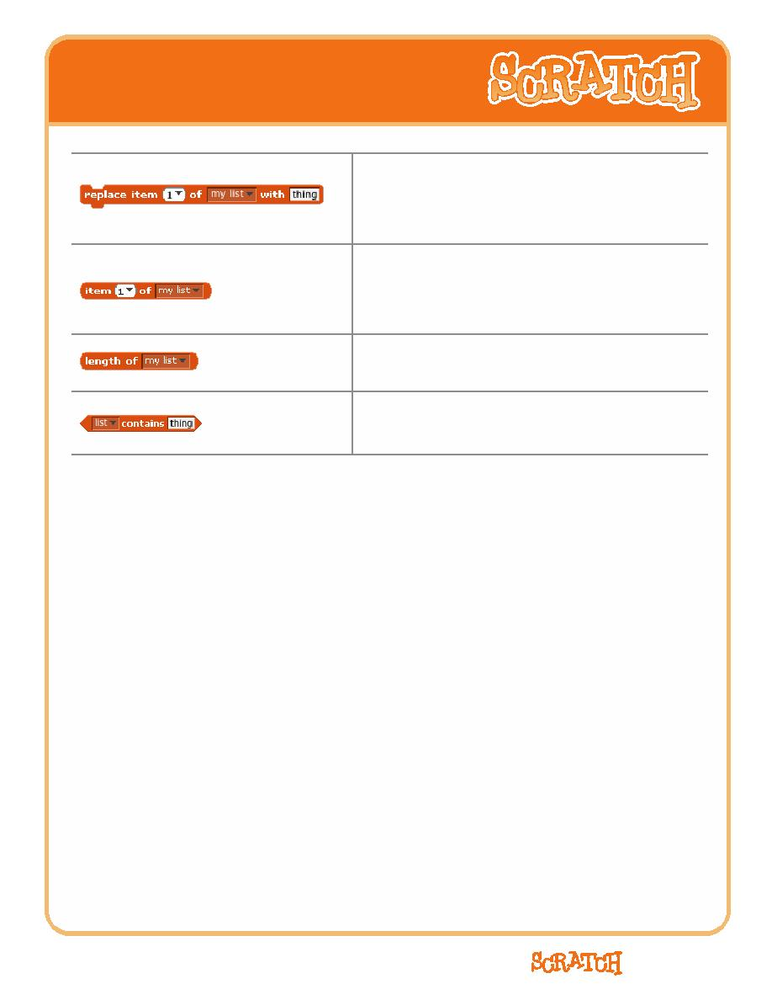 SCRATCH
replace item 1 of my list with thing
item 1 of my list
length of my list
list contains thing
SCRATCH